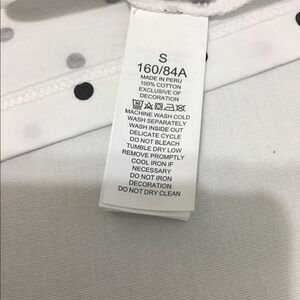 S
160/84A
MADE IN PERU
100% COTTON
EXCLUSIVE OF
DECORATION
MACHINE WASH COLD
WASH SEPARATELY
WASH INSIDE OUT
DELICATE CYCLE
DO NOT BLEACH
TUMBLE DRY LOW
REMOVE PROMPTLY
COOL IRON IF
NECESSARY
DO NOT IRON
DECORATION
DO NOT DRY CLEAN